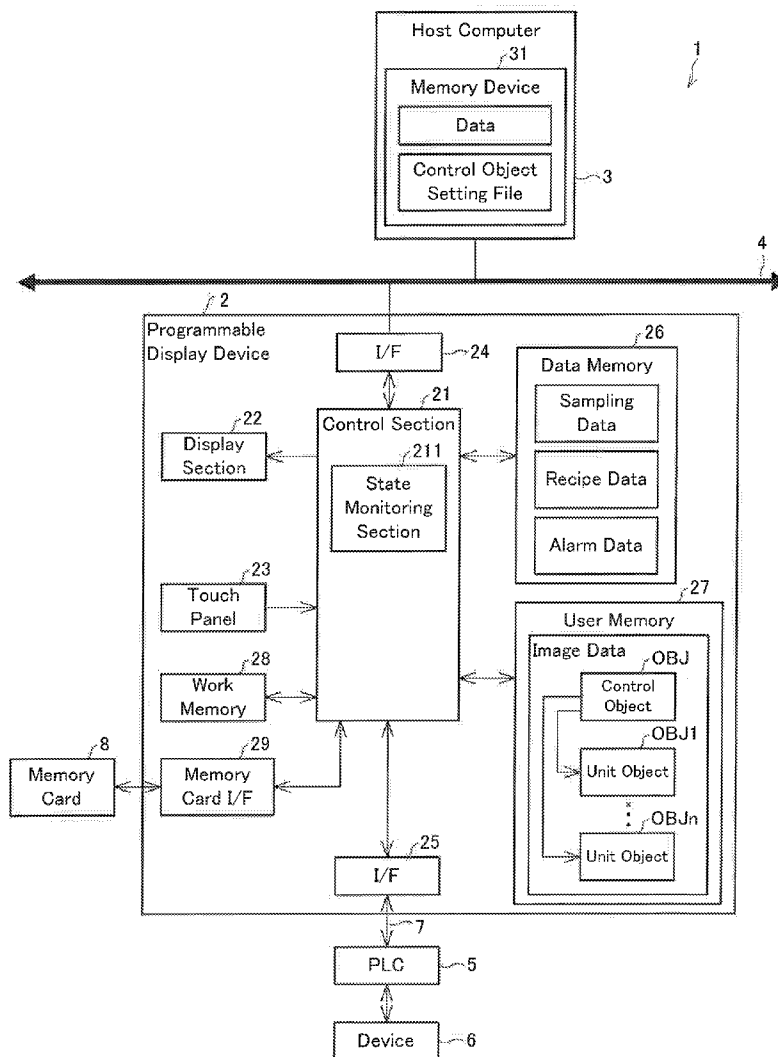 Host Computer
1
31
Memory Device
Data
Control Object
Setting File
3
4
2
Programmable
Display Device
I/F
24
26
Data Memory
21
22
Control Section
Sampling
Data
Display
Section
211
State
Monitoring
Section
Recipe Data
Alarm Data
23
27
Touch
Panel
User Memory
Image Data
OBJ
28
Control
Object
Work
Memory
OBJ1
8
29
Memory
Card
Memory
Card I/F
Unit Object
OBJn
25
Unit Object
I/F
7
PLC
5
Device
6